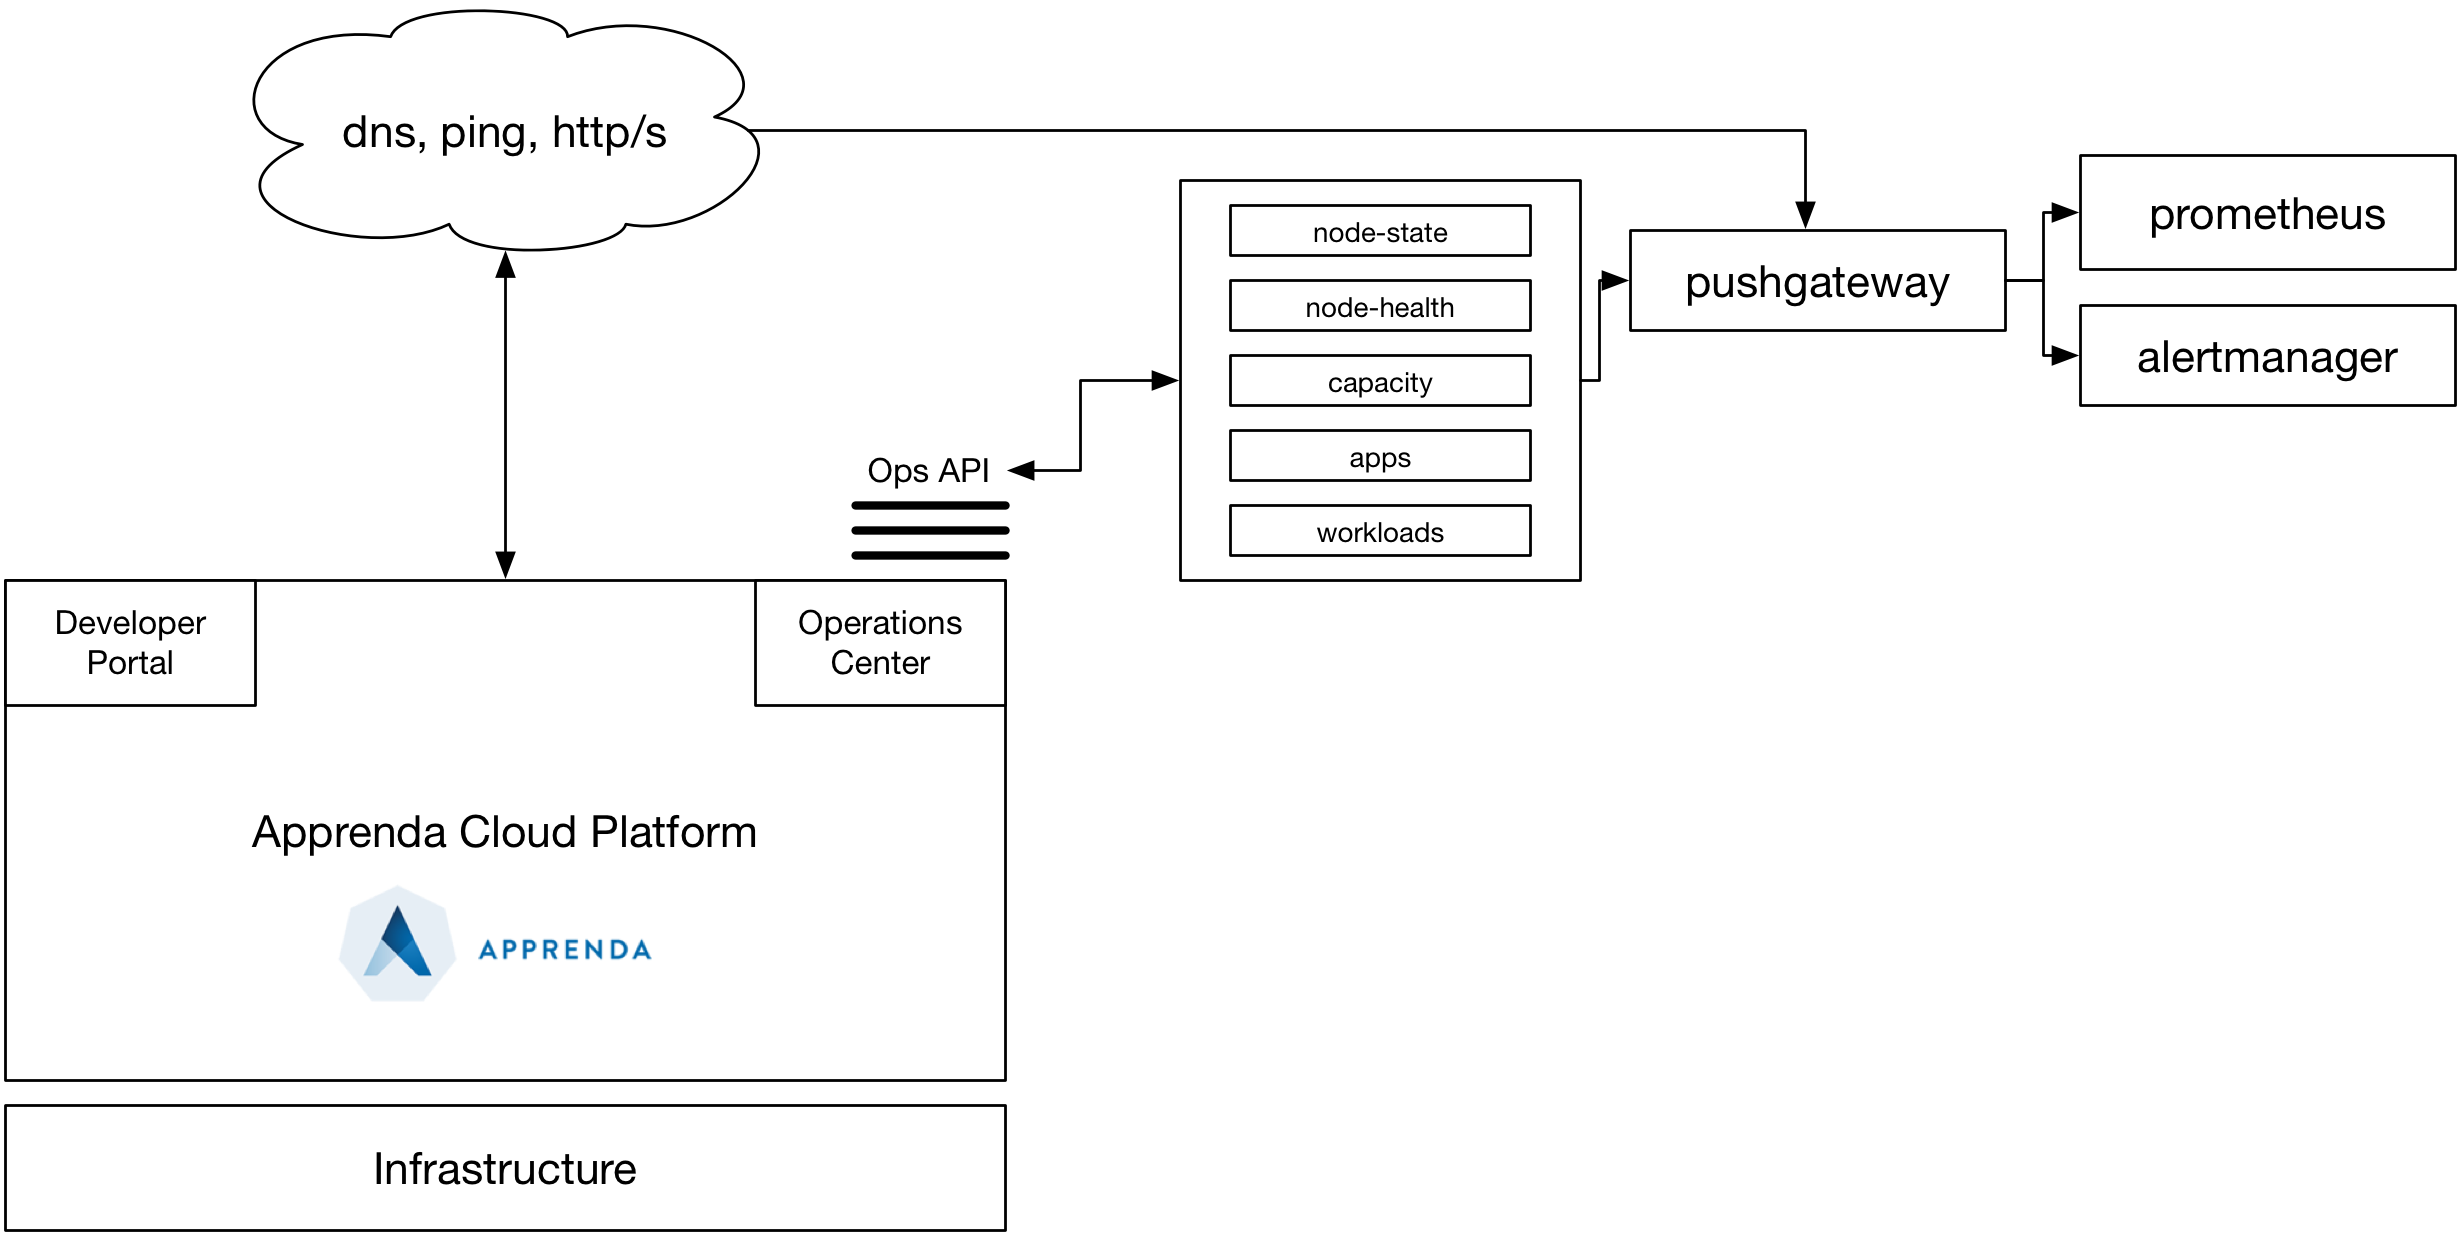 dns, ping, http/s
node-state
node-health
capacity
apps
workloads
pushgateway
prometheus
alertmanager
Ops API
Developer
Portal
Operations
Center
Apprenda Cloud Platform
APPRENDA
Infrastructure